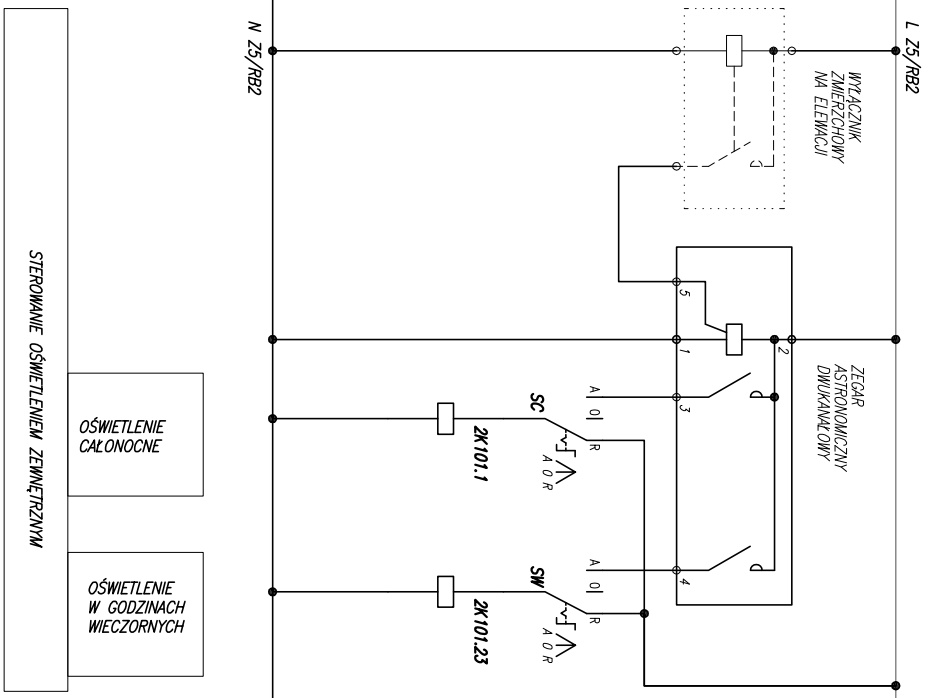 L Z5/RB2
WYŁĄCZNIK
ZMIERZCHOWY
NA ELEWACJI
ZEGAR
ASTRONOMICZNY
DWUKANAŁOWY
5
1
2
3
4
N Z5/RB2
A
O
R
SC
A O R
2K101.1
A
O
R
SW
A O R
2K101.23
OŚWIETLENIE
CAŁONOCNE
OŚWIETLENIE
W GODZINACH
WIECZORNYCH
STEROWANIE OŚWIETLENIEM ZEWNĘTRZNYM